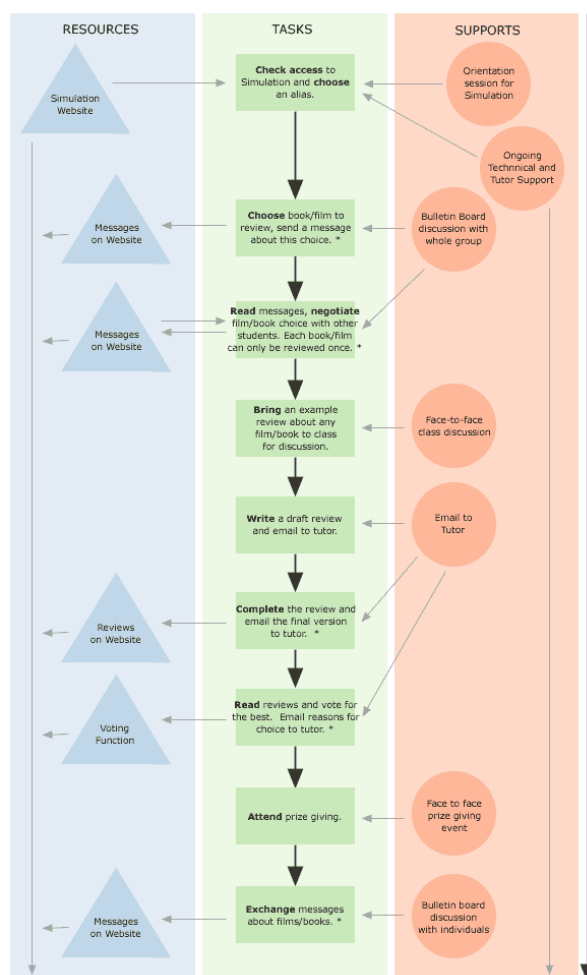 RESOURCES
TASKS
SUPPORTS
Simulation
Website
Check access to
Simulation and choose
an alias.
Orientation
session for
Simulation
Ongoing
Technnical and
Tutor Support
Messages
on Website
Choose book/film to
review, send a message
about this choice. *
Bulletin Board
discussion with
whole group
Messages
on Website
Read messages, negotiate
film/book choice with other
students. Each book/film
can only be reviewed once. *
Bring an example
review about any
film/book to class
for discussion.
Face-to-face
class discussion
Write a draft review
and email to tutor.
Email to
Tutor
Reviews
on Website
Complete the review and
email the final version
to tutor. *
Voting
Function
Read reviews and vote for
the best. Email reasons for
choice to tutor. *
Attend prize giving.
Face to face
prize giving
event
Messages
on Website
Exchange messages
about films/books. *
Bulletin board
discussion
with individuals